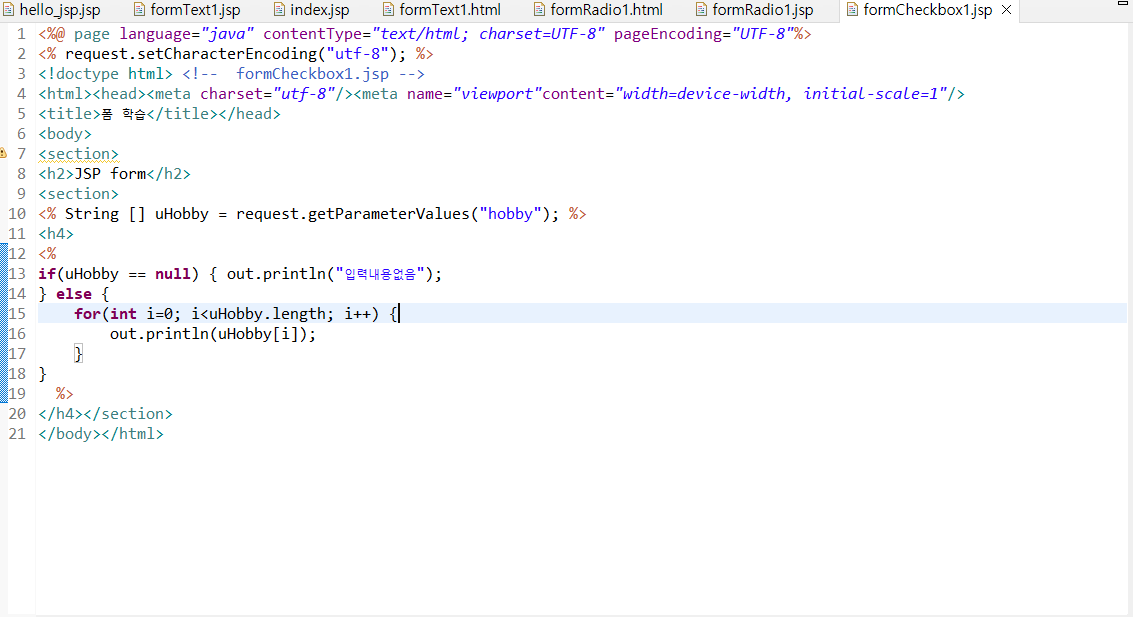 hello_jsp.jsp formText1.jsp index.jsp formText1.html formRadio1.html formRadio1.jsp formCheckbox1.jsp
1 <%@ page language="java" contentType="text/html; charset=UTF-8" pageEncoding="UTF-8"%>
2 <% request.setCharacterEncoding("utf-8"); %>
3 <!doctype html> <!--  formCheckbox1.jsp -->
4 <html><head><meta charset="utf-8"/><meta name="viewport"content="width=device-width, initial-scale=1"/>
5 <title>폼 학습</title></head>
6 <body>
7 <section>
8 <h2>JSP form</h2>
9 <section>
10 <% String [] uHobby = request.getParameterValues("hobby"); %>
11 <h4>
12 <%
13 if(uHobby == null) { out.println("입력내용없음");
14 } else {
15     for(int i=0; i<uHobby.length; i++) {
16         out.println(uHobby[i]);
17     }
18 }
19   %>
20 </h4></section>
21 </body></html>